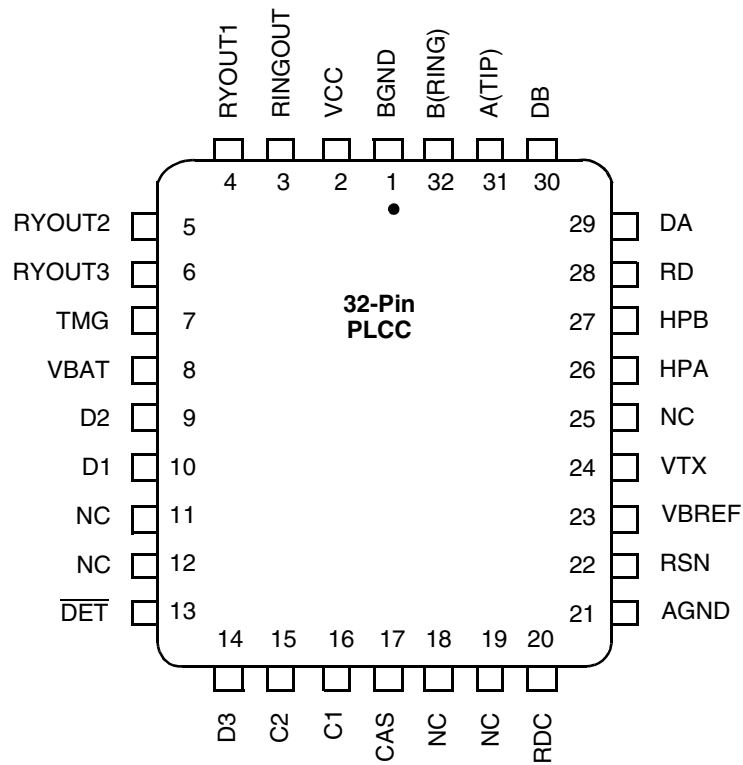 RYOUT1
RINGOUT
VCC
BGND
B(RING)
A(TIP)
DB
4
3
2
1
32
31
30
RYOUT2
5
29
DA
RYOUT3
6
28
RD
TMG
7
27
HPB
VBAT
8
26
HPA
D2
9
25
NC
D1
10
24
VTX
NC
11
23
VBREF
NC
12
22
RSN
DET
13
21
AGND
32-Pin
PLCC
14
15
16
17
18
19
20
D3
C2
C1
CAS
NC
NC
RDC